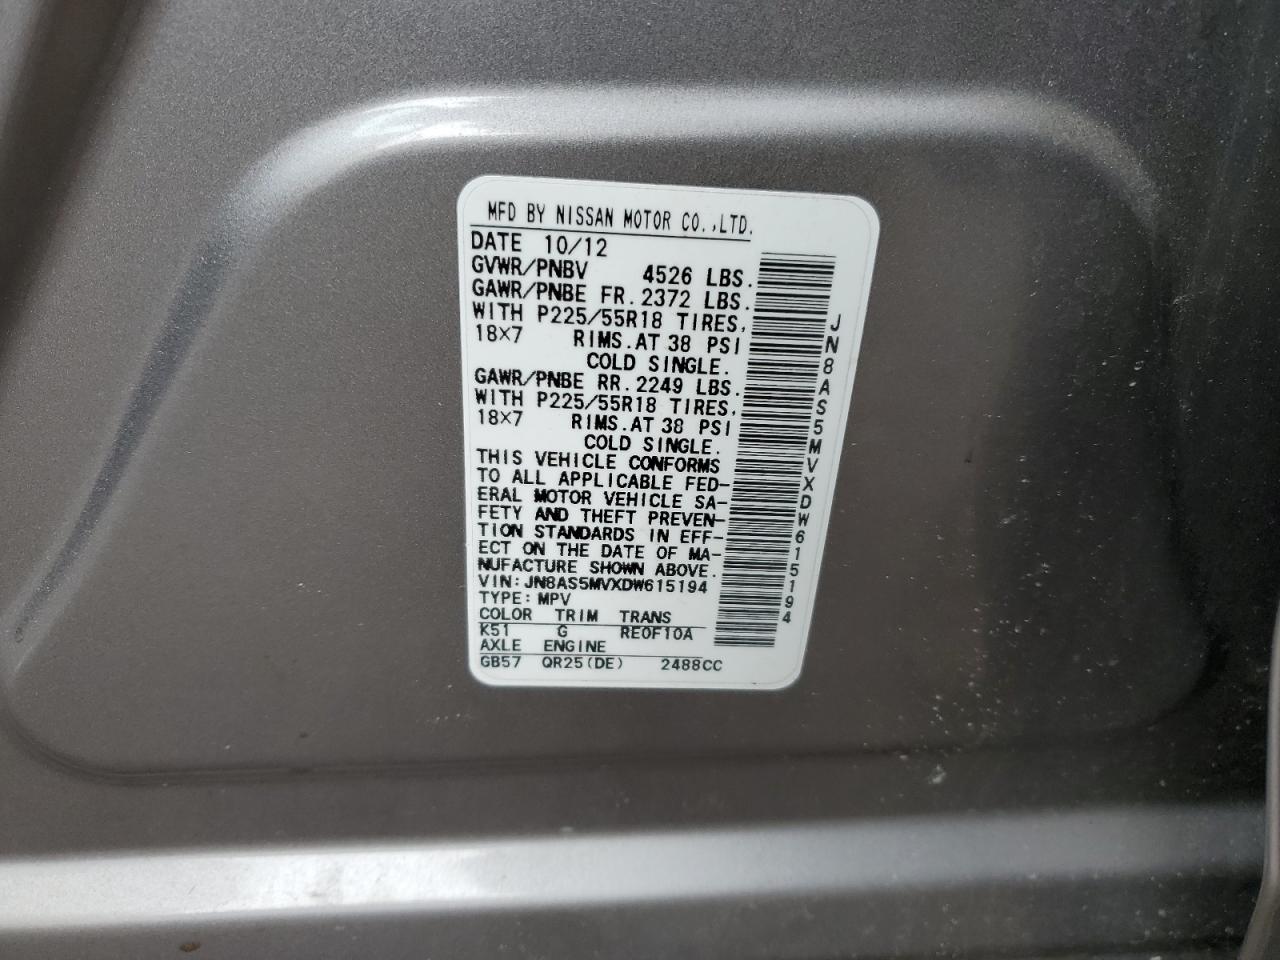 MFD BY NISSAN MOTOR CO.,LTD.
DATE 10/12
GVWR/PNBV 4526 LBS.
GAWR/PNBE FR. 2372 LBS.
WITH P225/55R18 TIRES,
18×7 RIMS.AT 38 PSI
COLD SINGLE.
GAWR/PNBE RR. 2249 LBS.
WITH P225/55R18 TIRES,
18×7 RIMS.AT 38 PSI
COLD SINGLE.
THIS VEHICLE CONFORMS
TO ALL APPLICABLE FED-
ERAL MOTOR VEHICLE SA-
FETY AND THEFT PREVEN-
TION STANDARDS IN EFF-
ECT ON THE DATE OF MA-
NUFACTURE SHOWN ABOVE.
VIN: JN8AS5MVXDW615194
TYPE: MPV
COLOR TRIM TRANS
K51 G RE0F10A
AXLE ENGINE
GB57 QR25(DE) 2488CC
JN8AS5MVXDW615194